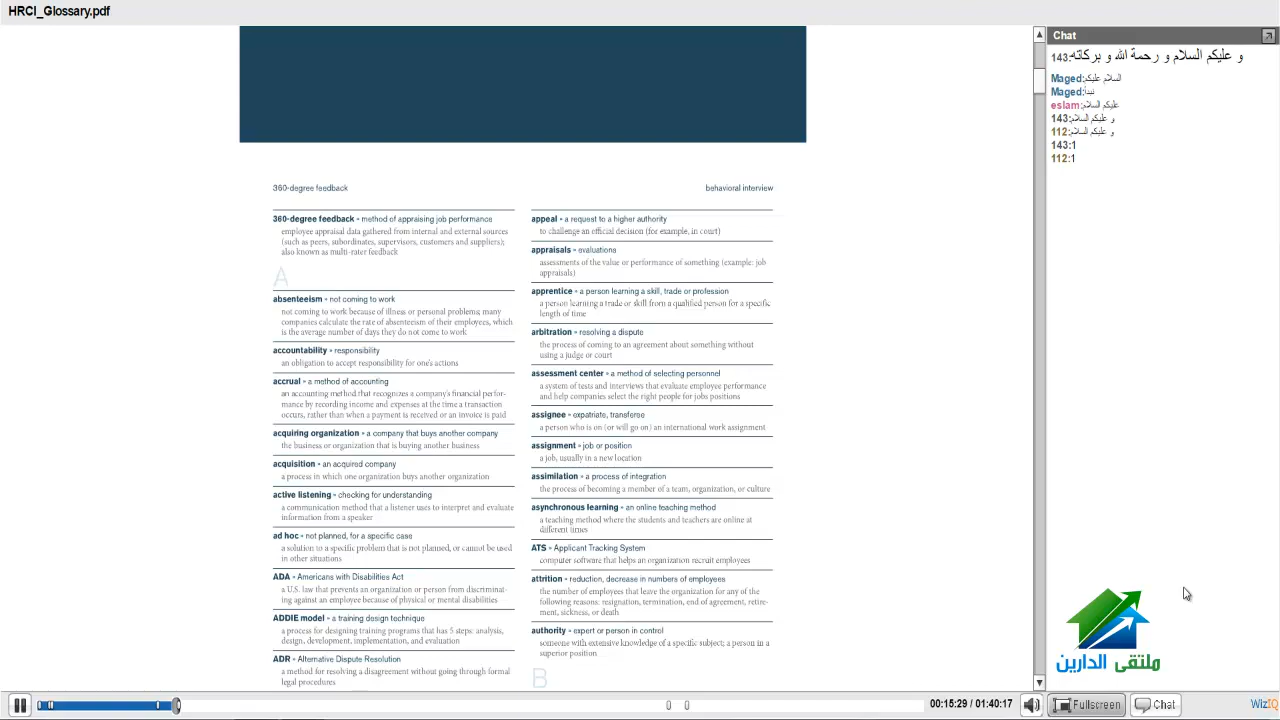 HRCI_Glossary.pdf
360-degree feedback
behavioral interview
360-degree feedback • method of appraising job performance
employee appraisal data gathered from internal and external sources
(such as peers, subordinates, supervisors, customers and suppliers);
also known as multi-rater feedback
A
absenteeism • not coming to work
not coming to work because of illness or personal problems; many
companies calculate the rate of absenteeism of their employees, which
is the average number of days they do not come to work
accountability • responsibility
an obligation to accept responsibility for one's actions
accrual • a method of accounting
an accounting method that recognizes a company's financial perfor-
mance by recording income and expenses at the time a transaction
occurs, rather than when a payment is received or an invoice is paid
acquiring organization • a company that buys another company
the business or organization that is buying another business
acquisition • an acquired company
a process in which one organization buys another organization
active listening • checking for understanding
a communication method that a listener uses to interpret and evaluate
information from a speaker
ad hoc • not planned, for a specific case
a solution to a specific problem that is not planned, or cannot be used
in other situations
ADA • Americans with Disabilities Act
a U.S. law that prevents an organization or person from discriminat-
ing against an employee because of physical or mental disabilities
ADDIE model • a training design technique
a process for designing training programs that has 5 steps: analysis,
design, development, implementation, and evaluation
ADR • Alternative Dispute Resolution
a method for resolving a disagreement without going through formal
legal procedures
appeal • a request to a higher authority
to challenge an official decision (for example, in court)
appraisals • evaluations
assessments of the value or performance of something (example: job
appraisals)
apprentice • a person learning a skill, trade or profession
a person learning a trade or skill from a qualified person for a specific
length of time
arbitration • resolving a dispute
the process of coming to an agreement about something without
using a judge or court
assessment center • a method of selecting personnel
a system of tests and interviews that evaluate employee performance
and help companies select the right people for jobs positions
assignee • expatriate, transferee
a person who is on (or will go on) an international work assignment
assignment • job or position
a job, usually in a new location
assimilation • a process of integration
the process of becoming a member of a team, organization, or culture
asynchronous learning • an online teaching method
a teaching method where the students and teachers are online at
different times
ATS • Applicant Tracking System
computer software that helps an organization recruit employees
attrition • reduction, decrease in numbers of employees
the number of employees that leave the organization for any of the
following reasons: resignation, termination, end of agreement, retire-
ment, sickness, or death
authority • expert or person in control
someone with extensive knowledge of a specific subject; a person in a
superior position
B
Chat
143:و عليكم السلام و رحمة الله و بركاته
Maged:السلام عليكم
Maged:نبدأ
eslam:عليكم السلام
143:و عليكم السلام
112:و عليكم السلام
143:1
112:1
ملتقى الدارين
00:15:29 / 01:40:17
Fullscreen
Chat
WizIQ